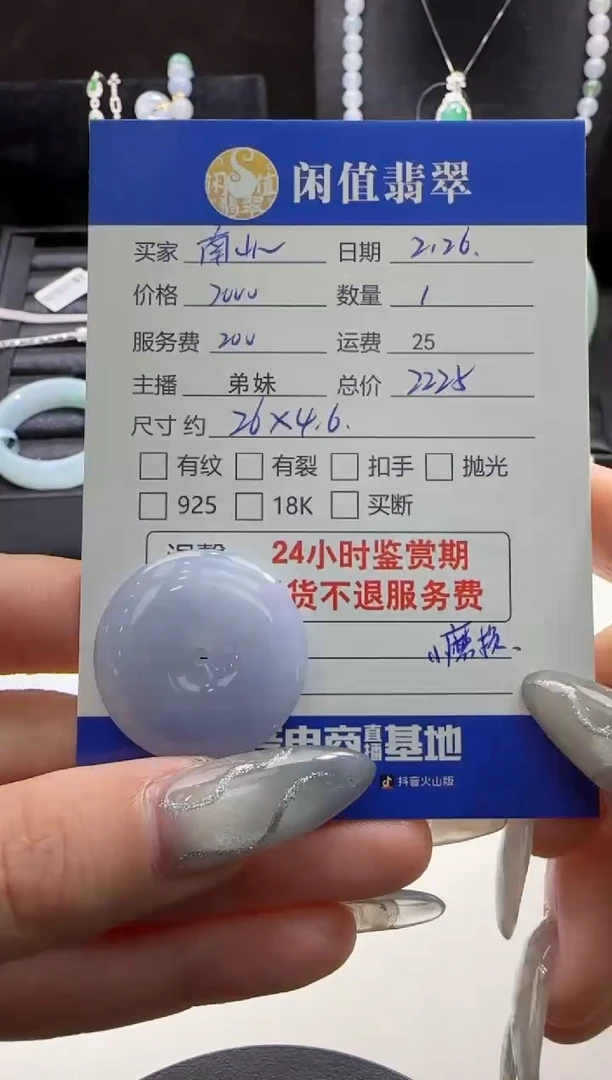 闲值翡翠
买家 南山~ 日期 2.26.
价格 2000 数量 1
服务费 200 运费 25
主播 弟妹 总价 2225
尺寸约 26×4.6.
□ 有纹 □ 有裂 □ 扣手 □ 抛光
□ 925 □ 18K □ 买断
24小时鉴赏期
货不退服务费
小磨损.
电商直播基地
抖音火山版